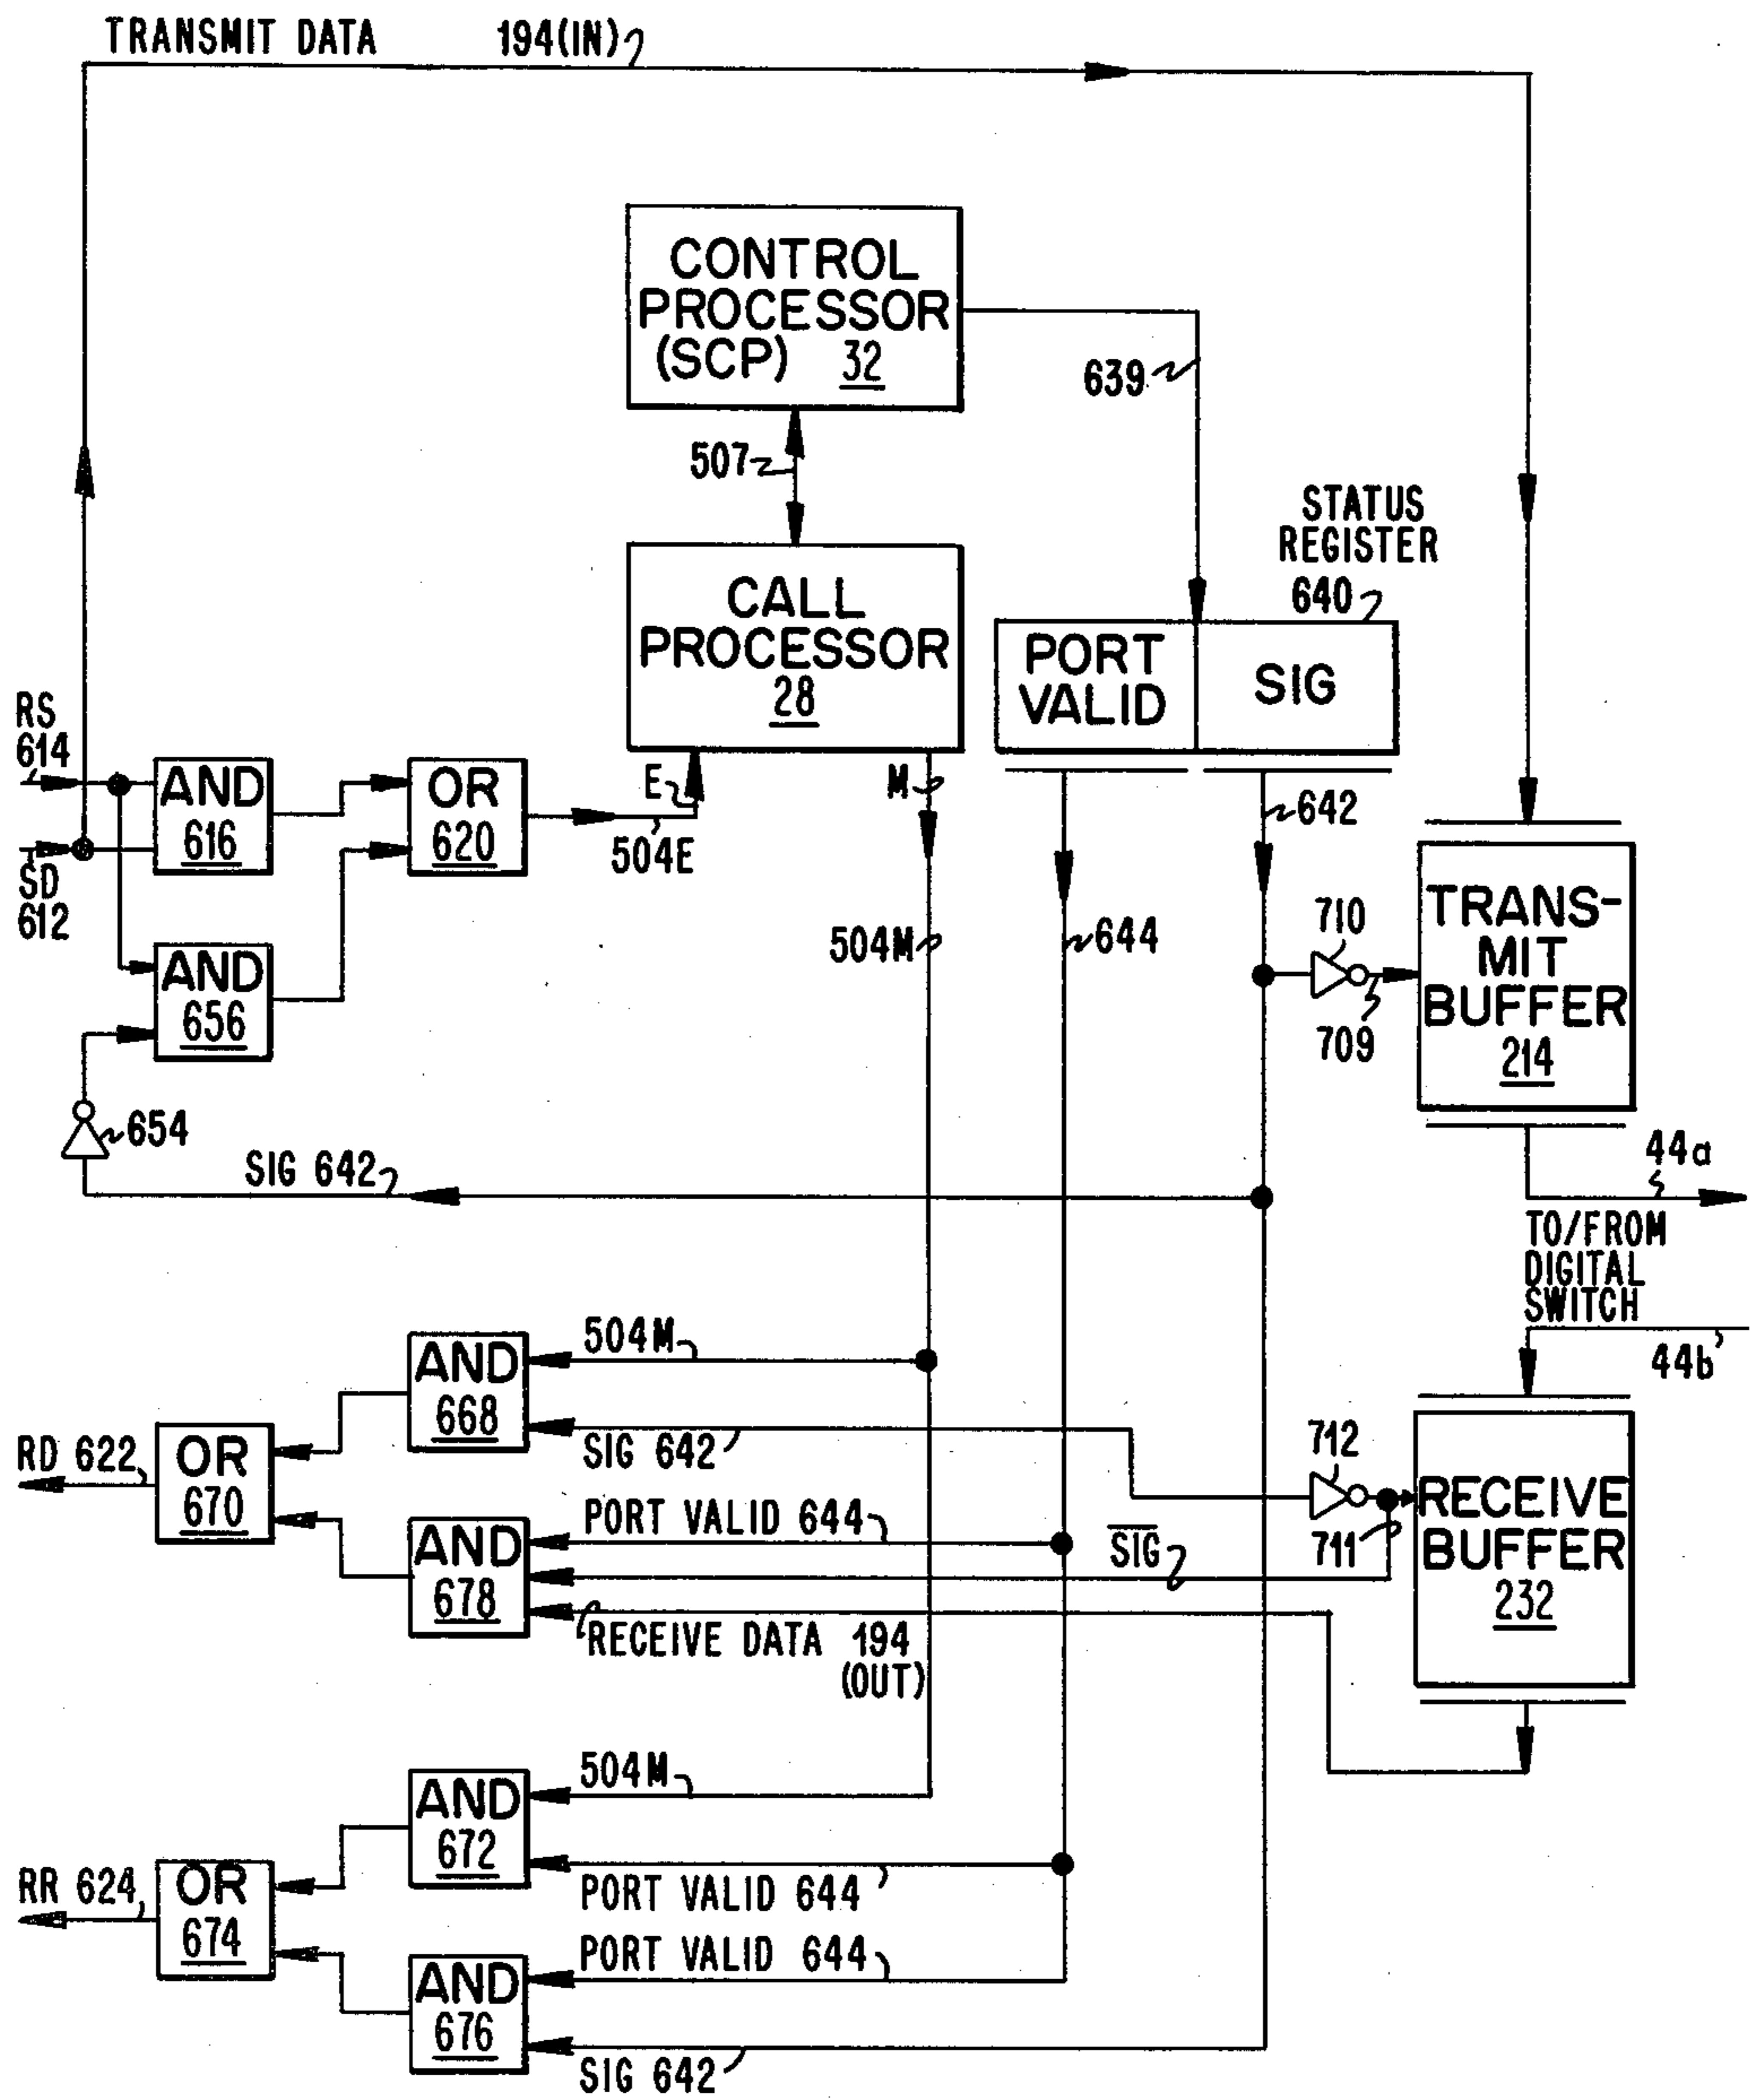 TRANSMIT DATA 194(IN)
CONTROL
PROCESSOR
(SCP) 32
639
507
STATUS
REGISTER
640
CALL
PROCESSOR
28
PORT
VALID
SIG
RS
614
AND
616
OR
620
E
504E
M
642
SD
612
AND
656
504M
644
710
709
TRANS-
MIT
BUFFER
214
654
SIG 642
44a
TO/FROM
DIGITAL
SWITCH
44b
504M
AND
668
SIG 642
712
RD 622
OR
670
PORT VALID 644
SIG
711
RECEIVE
BUFFER
232
AND
678
RECEIVE DATA 194
(OUT)
504M
AND
672
PORT VALID 644
RR 624
OR
674
PORT VALID 644
AND
676
SIG 642